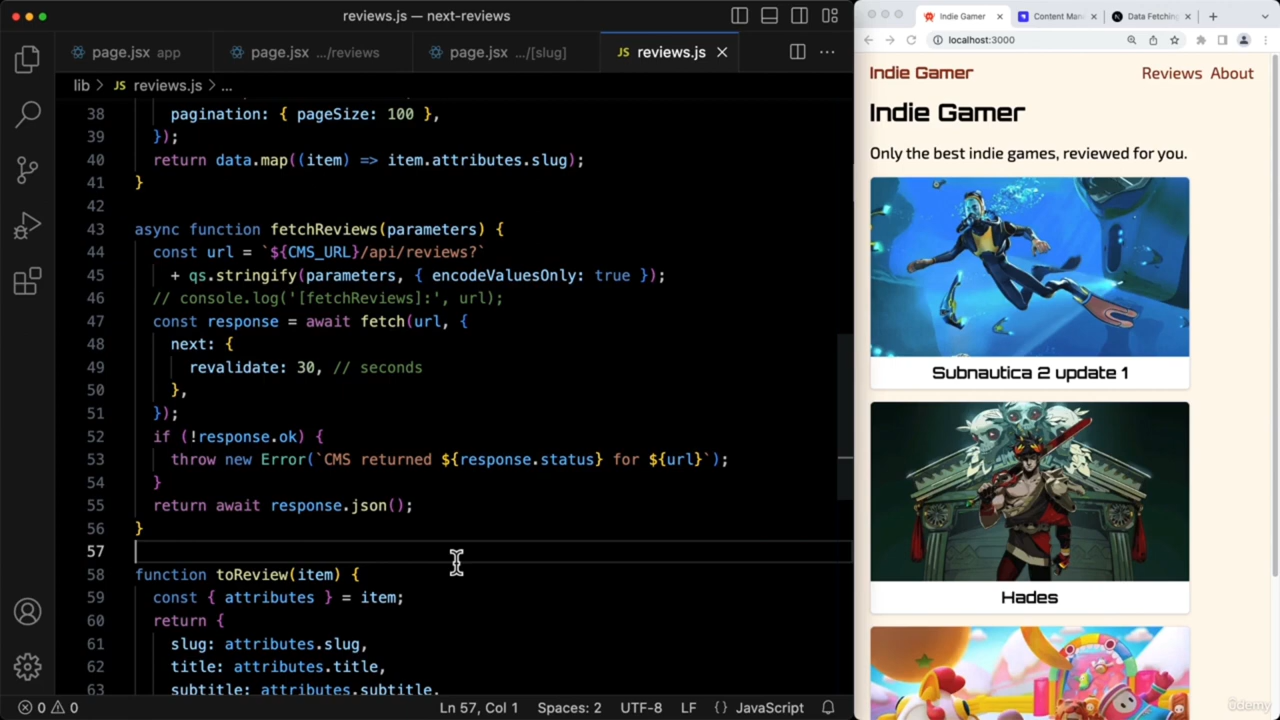 reviews.js — next-reviews
page.jsx app
page.jsx .../reviews
page.jsx .../[slug]
JS reviews.js
lib > JS reviews.js > ...
38 pagination: { pageSize: 100 },
39 });
40 return data.map((item) => item.attributes.slug);
41 }
42
43 async function fetchReviews(parameters) {
44 const url = `${CMS_URL}/api/reviews?`
45 + qs.stringify(parameters, { encodeValuesOnly: true });
46 // console.log('[fetchReviews]:', url);
47 const response = await fetch(url, {
48 next: {
49 revalidate: 30, // seconds
50 },
51 });
52 if (!response.ok) {
53 throw new Error(`CMS returned ${response.status} for ${url}`);
54 }
55 return await response.json();
56 }
57
58 function toReview(item) {
59 const { attributes } = item;
60 return {
61 slug: attributes.slug,
62 title: attributes.title,
63 subtitle: attributes.subtitle,
0 0
Ln 57, Col 1 Spaces: 2 UTF-8 LF {} JavaScript
Indie Gamer
Content Man
Data Fetching
localhost:3000
Indie Gamer
Reviews About
Indie Gamer
Only the best indie games, reviewed for you.
Subnautica 2 update 1
Hades
ûdemy